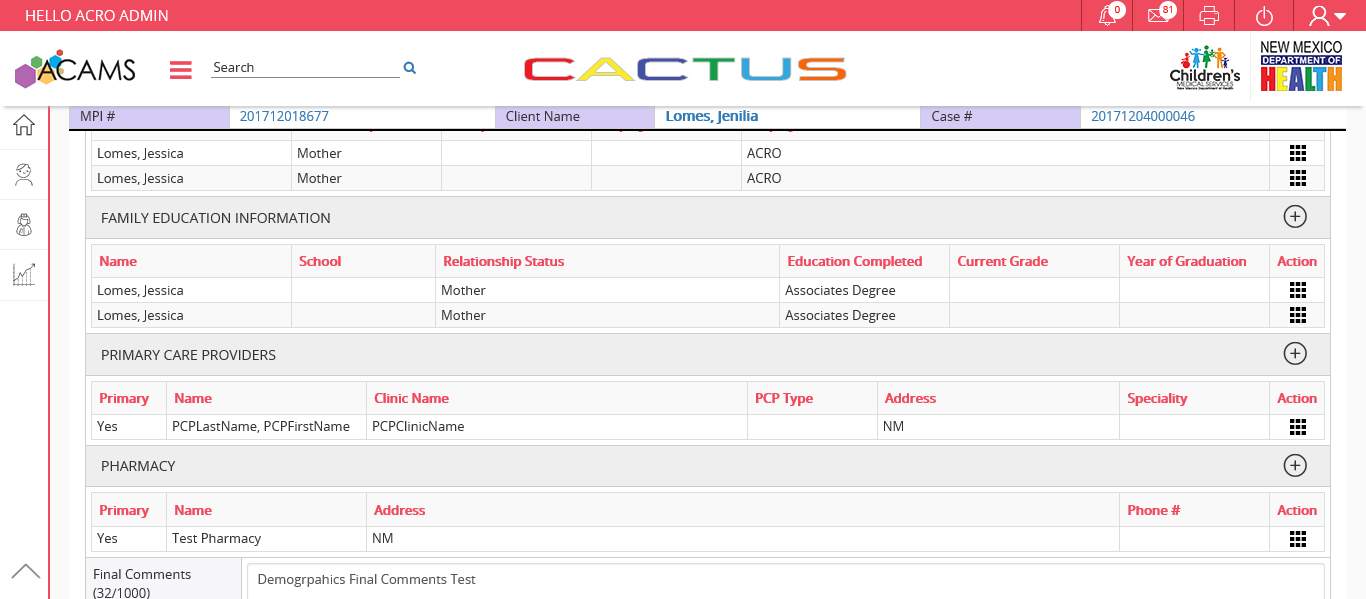 HELLO ACRO ADMIN 0 81
ACAMS Search CACTUS Children's MEDICAL SERVICES NEW MEXICO DEPARTMENT OF HEALTH
MPI # 201712018677 Client Name Lomes, Jenilia Case # 20171204000046
Lomes, Jessica Mother ACRO
Lomes, Jessica Mother ACRO
FAMILY EDUCATION INFORMATION
Name School Relationship Status Education Completed Current Grade Year of Graduation Action
Lomes, Jessica Mother Associates Degree
Lomes, Jessica Mother Associates Degree
PRIMARY CARE PROVIDERS
Primary Name Clinic Name PCP Type Address Speciality Action
Yes PCPLastName, PCPFirstName PCPClinicName NM
PHARMACY
Primary Name Address Phone # Action
Yes Test Pharmacy NM
Final Comments Demogrpahics Final Comments Test
(32/1000)